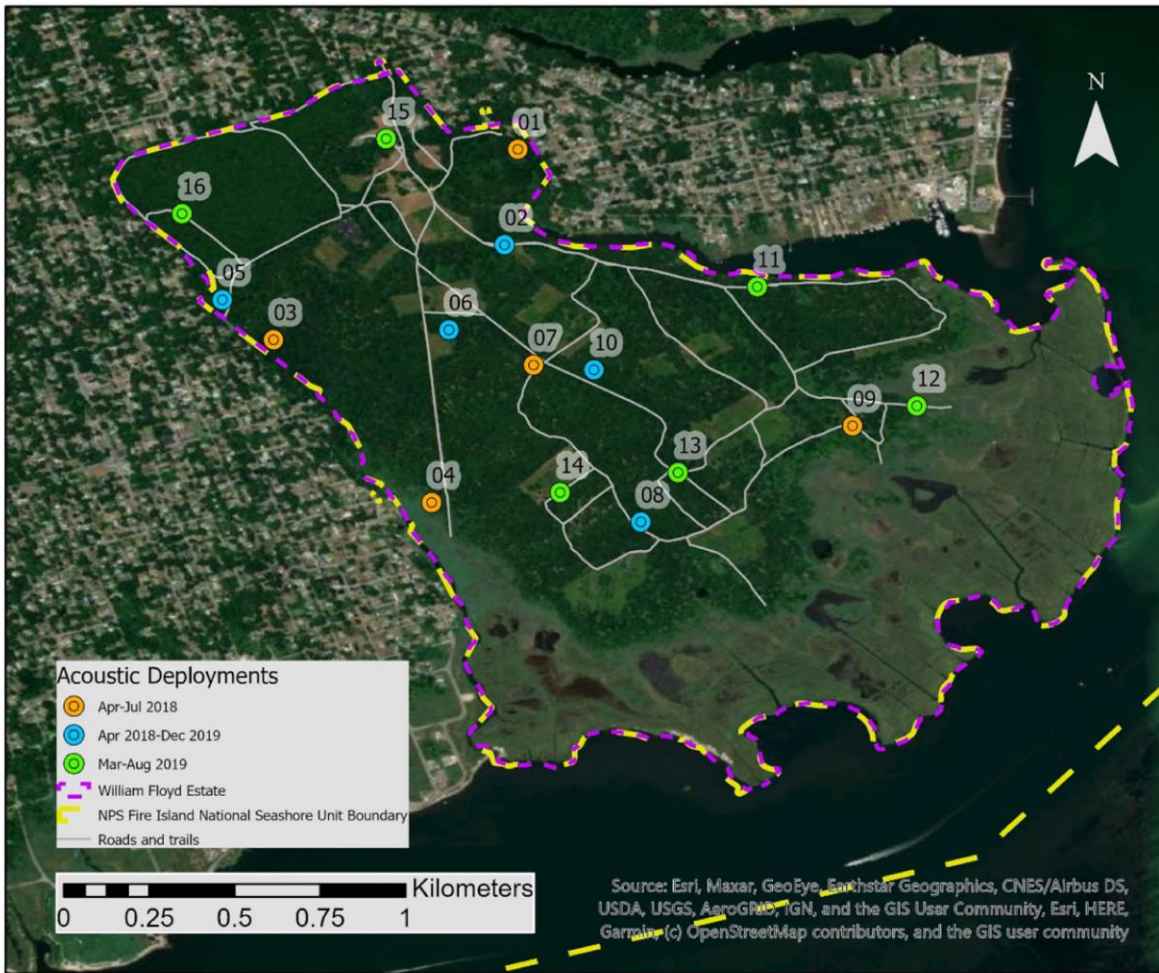 N
15
01
16
02
11
05
06
03
07
10
12
09
13
14
04
08
Acoustic Deployments
Apr-Jul 2018
Apr 2018-Dec 2019
Mar-Aug 2019
William Floyd Estate
NPS Fire Island National Seashore Unit Boundary
Roads and trails
Kilometers
0 0.25 0.5 0.75 1
Source: Esri, Maxar, GeoEye, Earthstar Geographics, CNES/Airbus DS,
USDA, USGS, AeroGRID, IGN, and the GIS User Community, Esri, HERE,
Garmin, (c) OpenStreetMap contributors, and the GIS user community